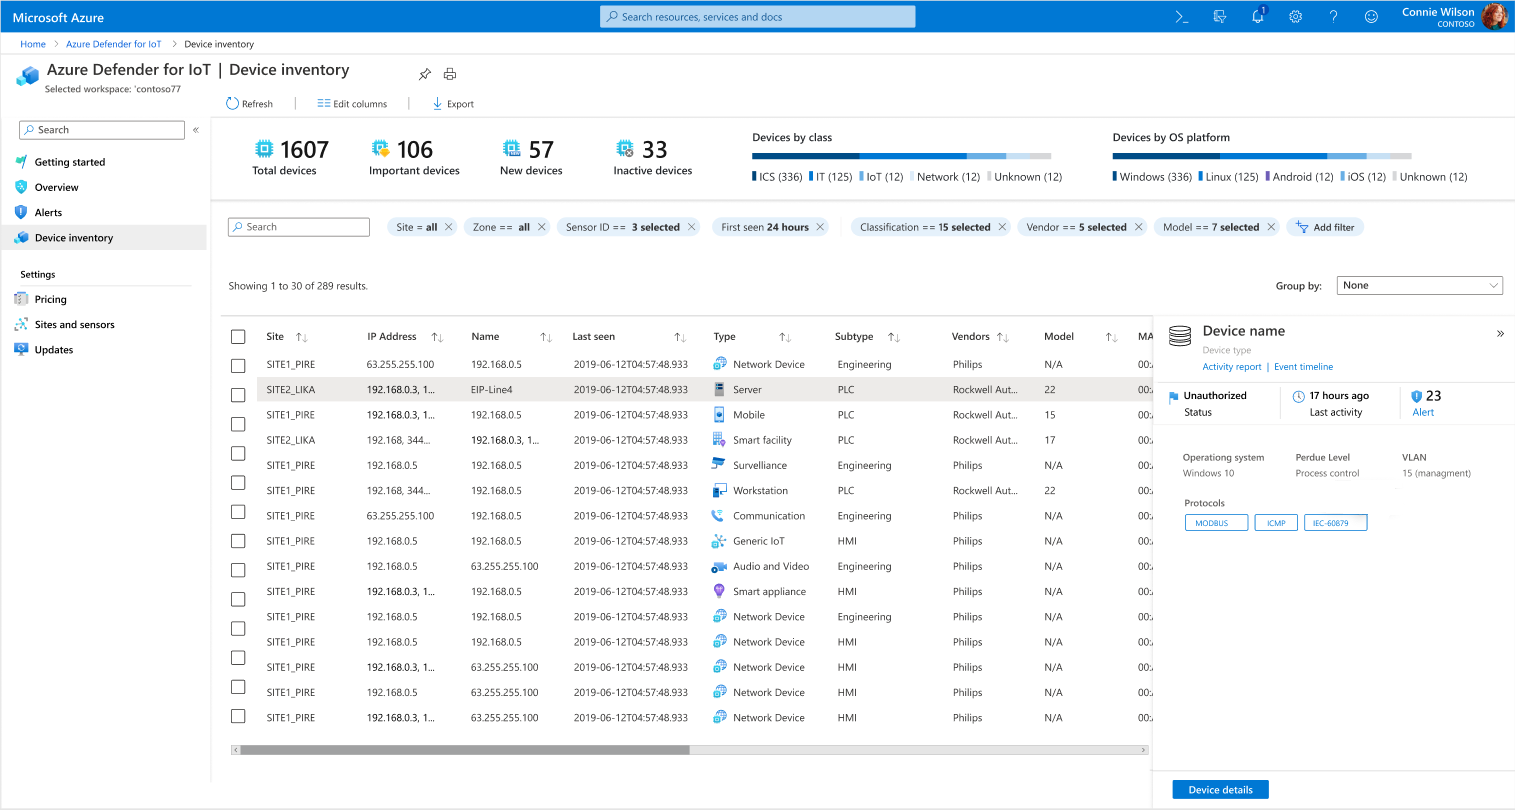 Microsoft Azure
Search resources, services and docs
1
Connie Wilson
CONTOSO
Home > Azure Defender for IoT > Device inventory
Azure Defender for IoT | Device inventory
Selected workspace: 'contoso77
Refresh | Edit columns | Export
Search «
Getting started
Overview
Alerts
Device inventory
Settings
Pricing
Sites and sensors
Updates
1607
Total devices
106
Important devices
57
New devices
33
Inactive devices
Devices by class
ICS (336) IT (125) IoT (12) Network (12) Unknown (12)
Devices by OS platform
Windows (336) Linux (125) Android (12) iOS (12) Unknown (12)
Search
Site = all
Zone == all
Sensor ID == 3 selected
First seen 24 hours
Classification == 15 selected
Vendor == 5 selected
Model == 7 selected
Add filter
Showing 1 to 30 of 289 results.
Group by: None
Site IP Address Name Last seen Type Subtype Vendors Model MA
SITE1_PIRE 63.255.255.100 192.168.0.5 2019-06-12T04:57:48.933 Network Device Engineering Philips N/A 00:
SITE2_LIKA 192.168.0.3, 1... EIP-Line4 2019-06-12T04:57:48.933 Server PLC Rockwell Aut... 22 00:
SITE1_PIRE 192.168.0.3, 1... 192.168.0.5 2019-06-12T04:57:48.933 Mobile PLC Rockwell Aut... 15 00:
SITE2_LIKA 192.168, 344... 192.168.0.3, 1... 2019-06-12T04:57:48.933 Smart facility PLC Rockwell Aut... 17 00:
SITE1_PIRE 192.168.0.5 192.168.0.5 2019-06-12T04:57:48.933 Survelliance Engineering Philips N/A 00:
SITE1_PIRE 192.168, 344... 192.168.0.5 2019-06-12T04:57:48.933 Workstation PLC Rockwell Aut... 22 00:
SITE1_PIRE 63.255.255.100 192.168.0.5 2019-06-12T04:57:48.933 Communication Engineering Philips N/A 00:
SITE1_PIRE 192.168.0.5 192.168.0.5 2019-06-12T04:57:48.933 Generic IoT HMI Philips N/A 00:
SITE1_PIRE 192.168.0.5 63.255.255.100 2019-06-12T04:57:48.933 Audio and Video Engineering Philips N/A 00:
SITE1_PIRE 192.168.0.3, 1... 192.168.0.5 2019-06-12T04:57:48.933 Smart appliance HMI Philips N/A 00:
SITE1_PIRE 192.168.0.5 192.168.0.5 2019-06-12T04:57:48.933 Network Device Engineering Philips N/A 00:
SITE1_PIRE 192.168.0.5 192.168.0.5 2019-06-12T04:57:48.933 Network Device HMI Philips N/A 00:
SITE1_PIRE 192.168.0.3, 1... 63.255.255.100 2019-06-12T04:57:48.933 Network Device HMI Philips N/A 00:
SITE1_PIRE 192.168.0.5 63.255.255.100 2019-06-12T04:57:48.933 Network Device HMI Philips N/A 00:
SITE1_PIRE 192.168.0.3, 1... 63.255.255.100 2019-06-12T04:57:48.933 Network Device HMI Philips N/A 00:
Device name »
Device type
Activity report | Event timeline
Unauthorized
Status
17 hours ago
Last activity
23
Alert
Operationg system Perdue Level VLAN
Windows 10 Process control 15 (managment)
Protocols
MODBUS ICMP IEC-60879
Device details